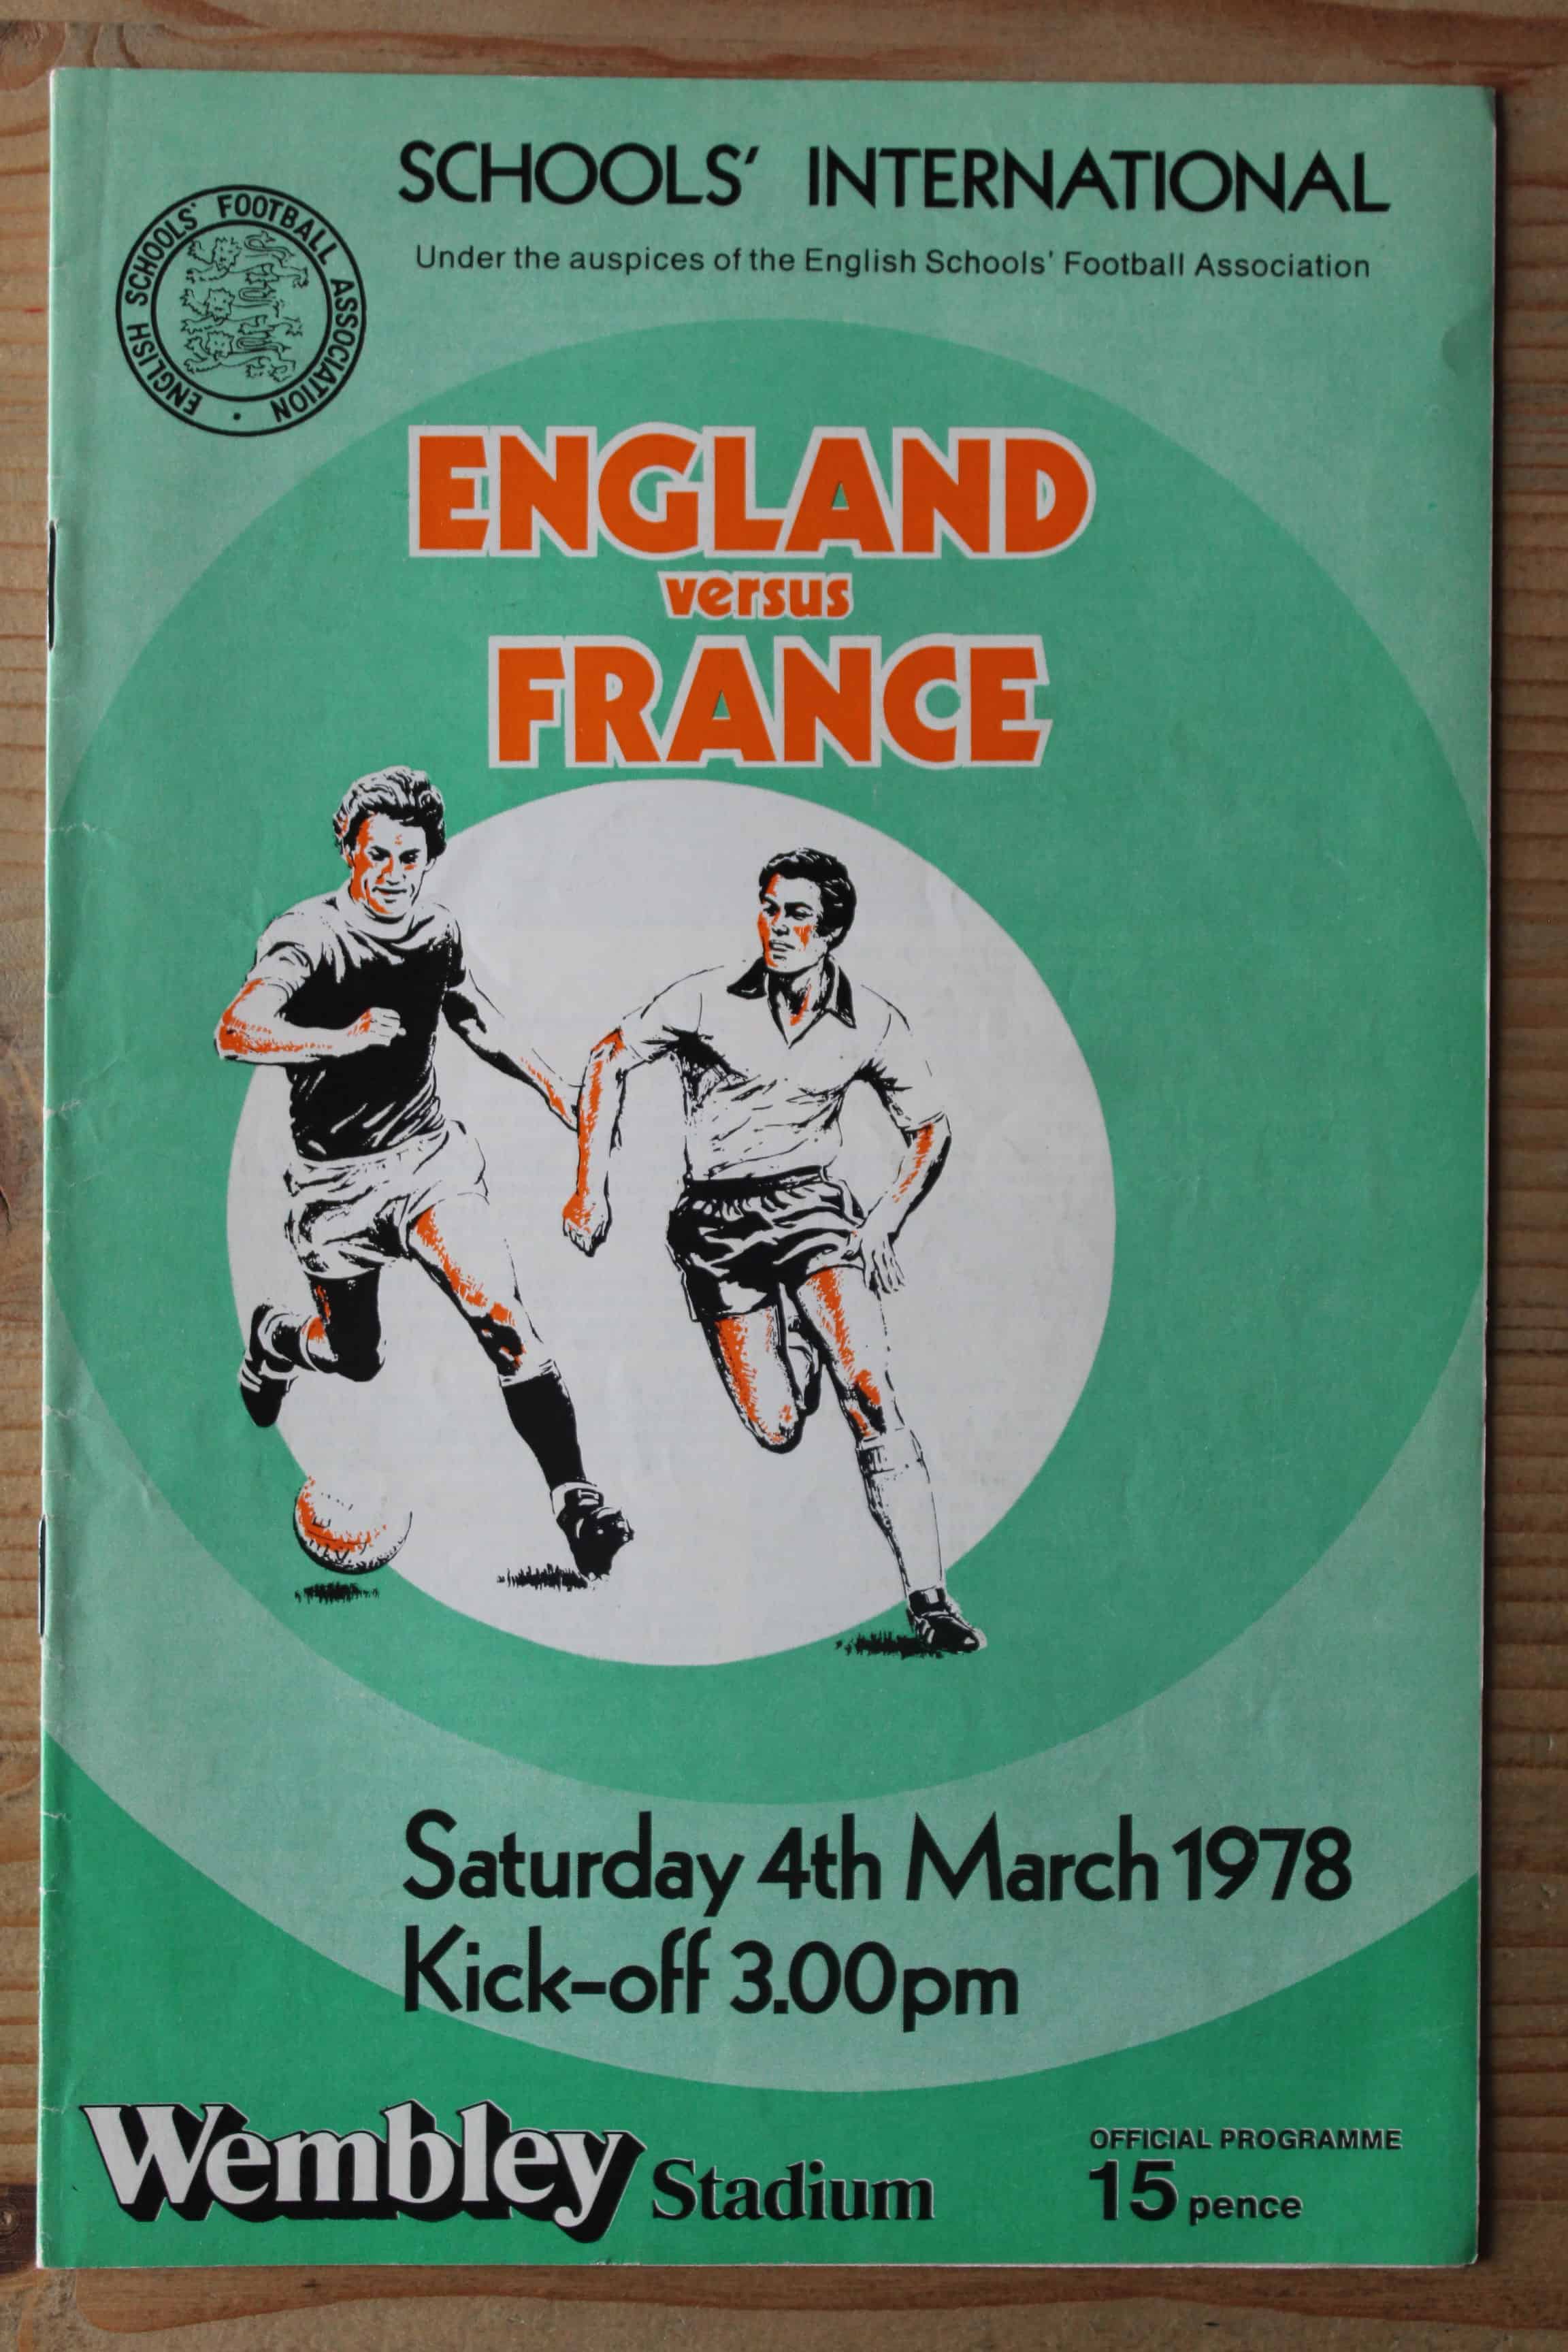 SCHOOLS' INTERNATIONAL
Under the auspices of the English Schools' Football Association
ENGLISH SCHOOLS' FOOTBALL ASSOCIATION
ENGLAND
versus
FRANCE
Saturday 4th March 1978
Kick-off 3.00pm
Wembley Stadium
OFFICIAL PROGRAMME
15 pence